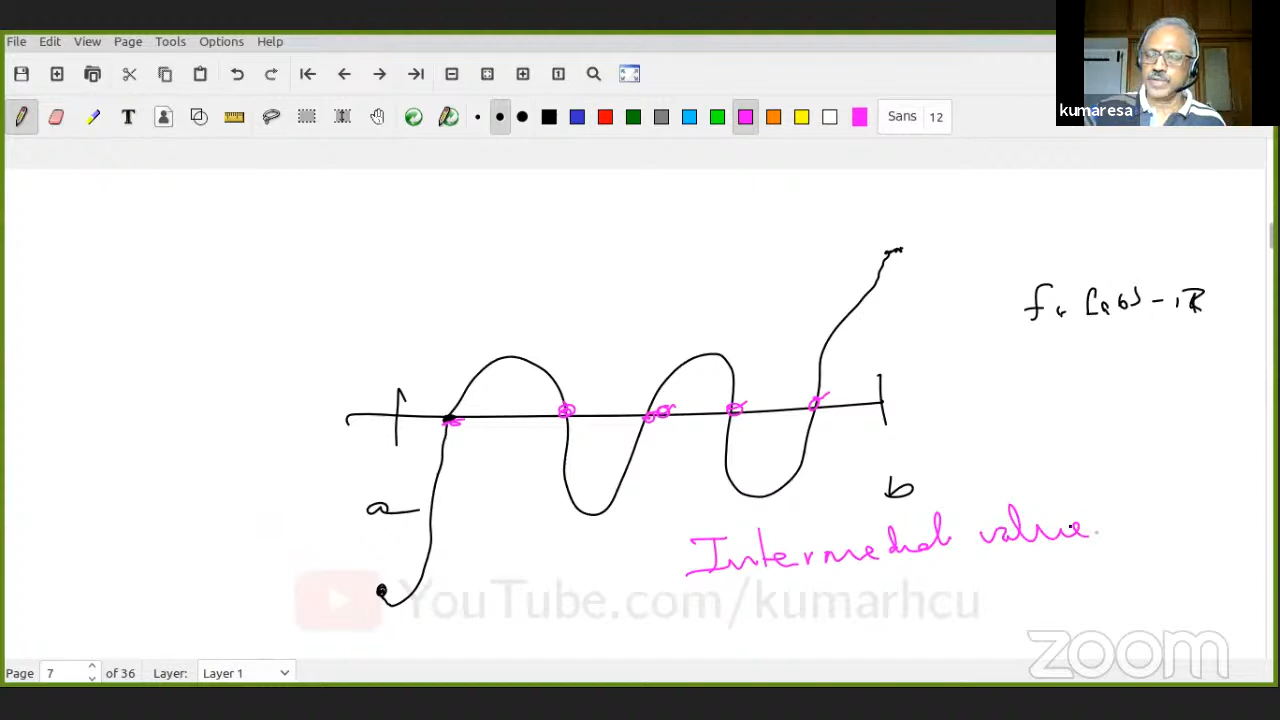 File Edit View Page Tools Options Help
kumaresa
Sans 12
f: [a, b] → R
a
b
Intermediate value
YouTube.com/kumarhcu
zoom
Page 7 of 36 Layer: Layer 1